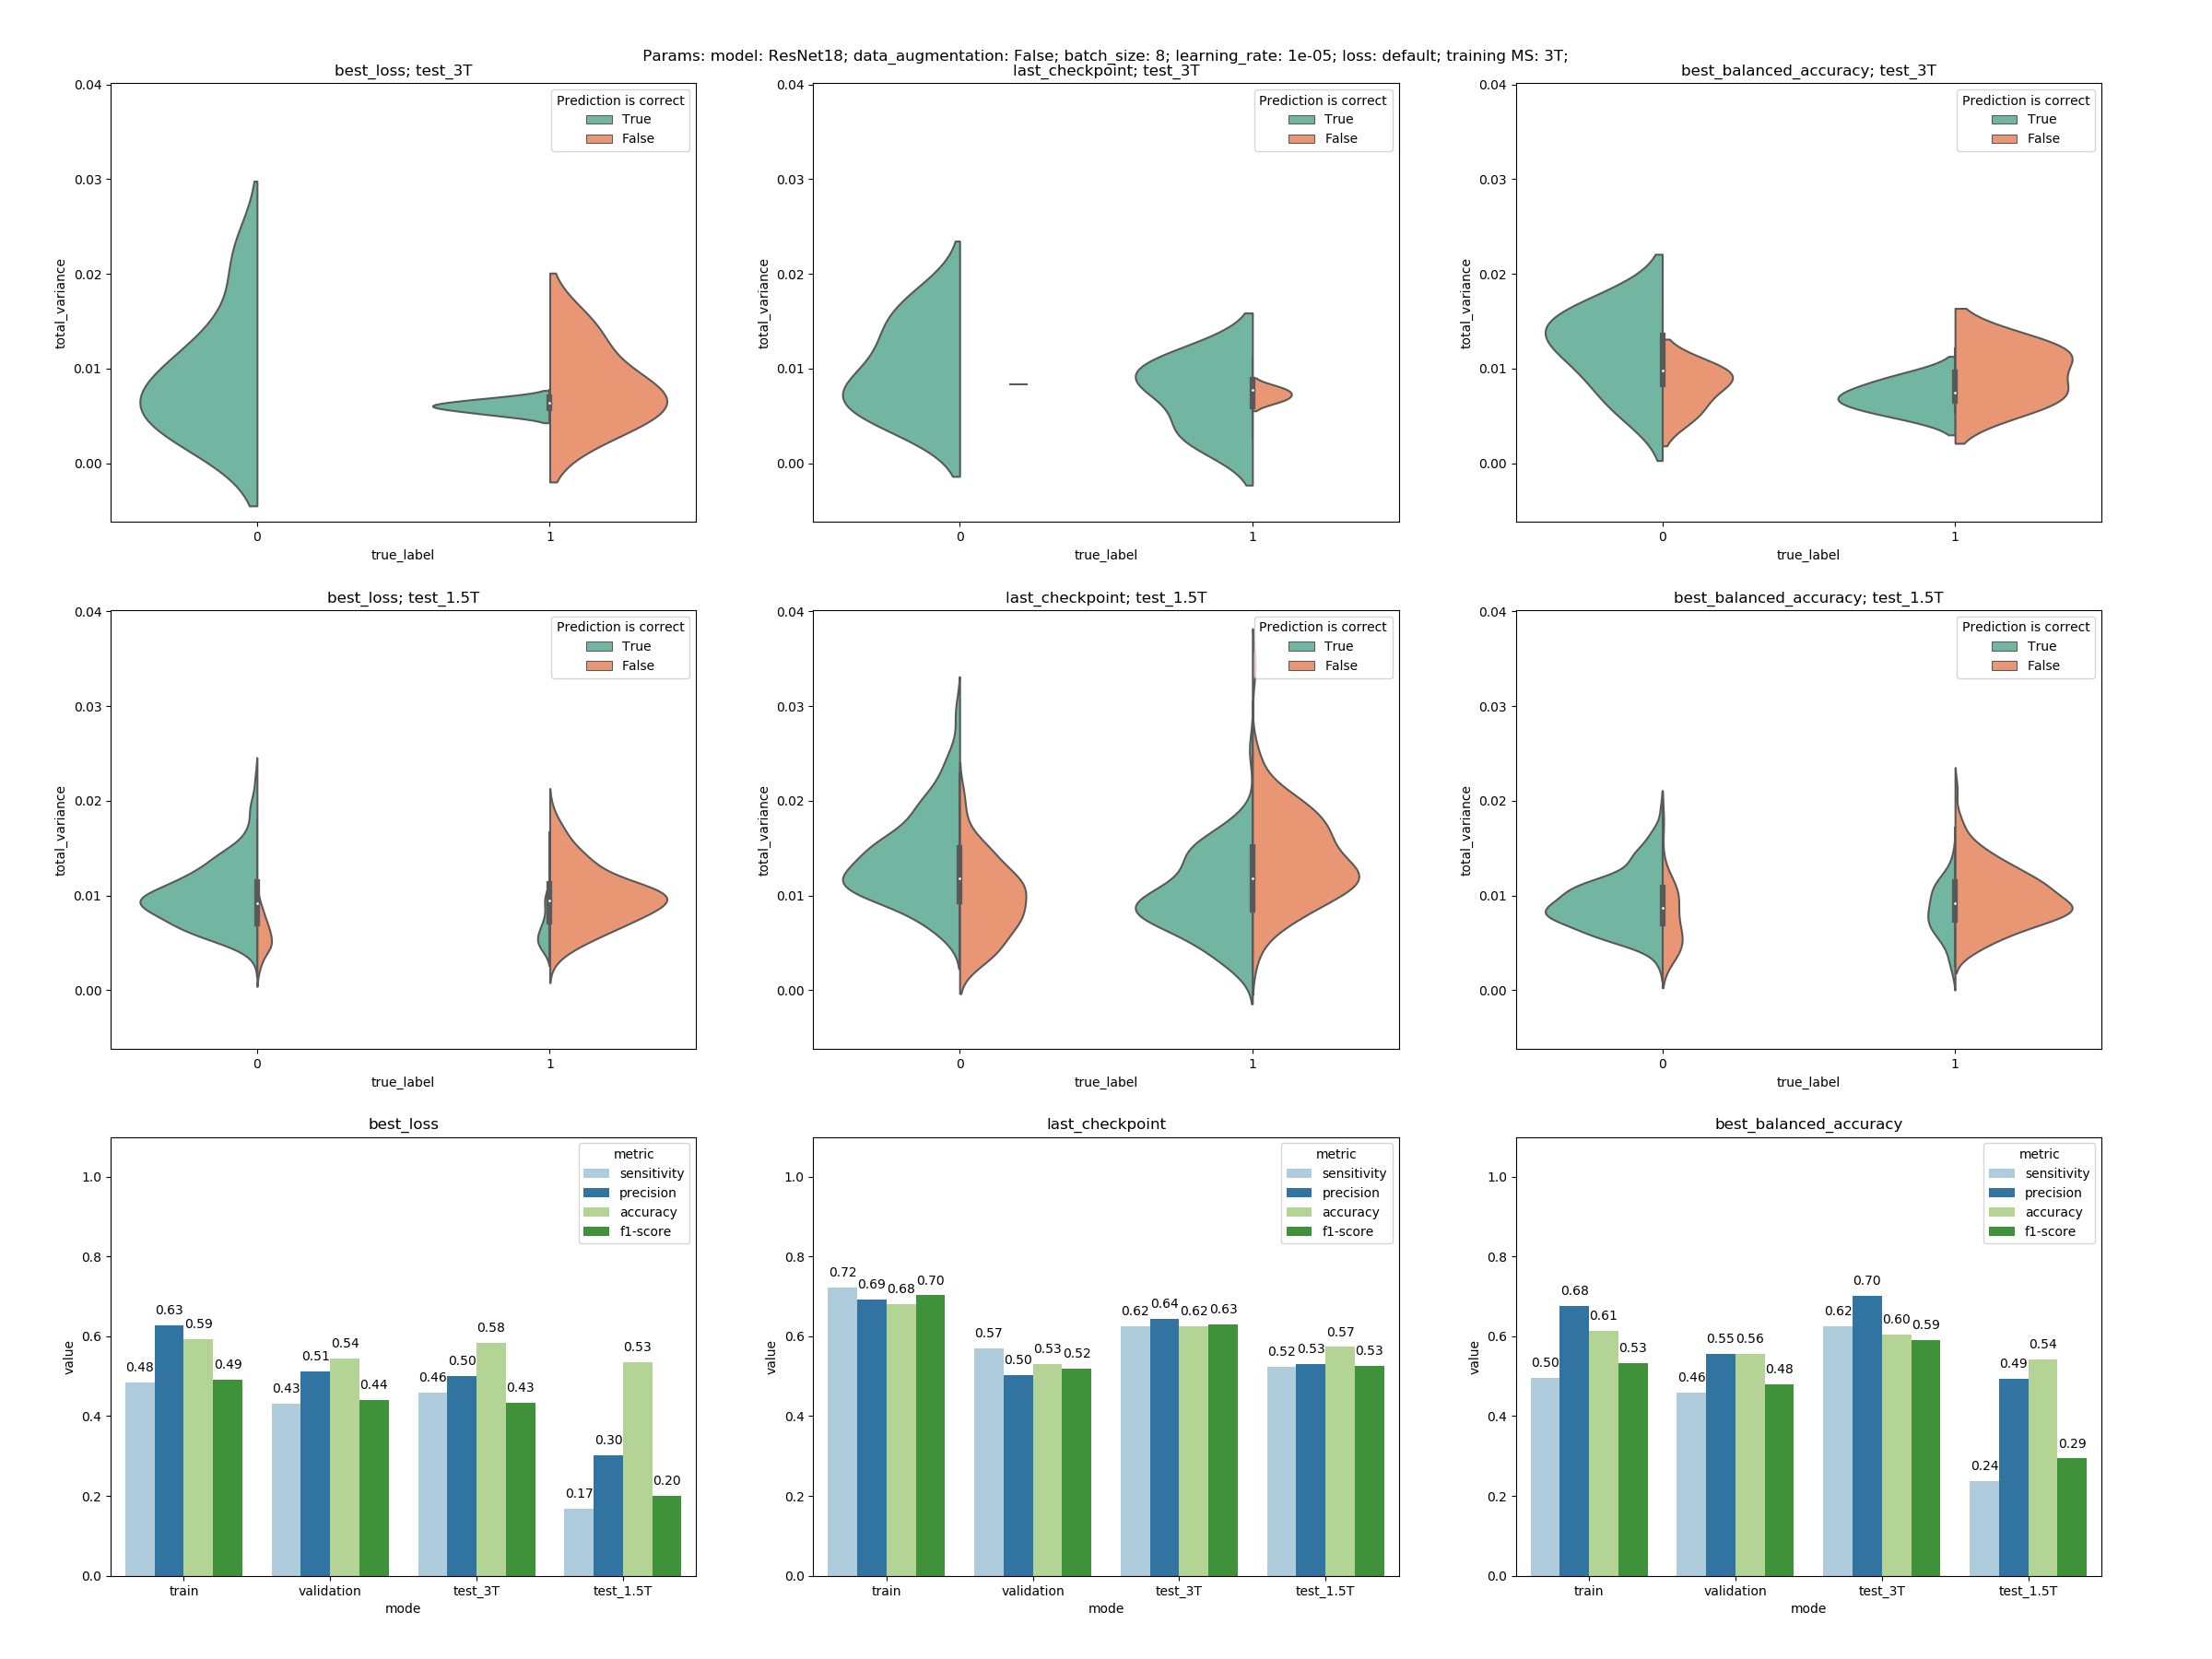 Params: model: ResNet18; data_augmentation: False; batch_size: 8; learning_rate: 1e-05; loss: default; training MS: 3T;
best_loss; test_3T
0.04
0.03
0.02
0.01
0.00
total_variance
0
1
true_label
Prediction is correct
True
False
last_checkpoint; test_3T
0.04
0.03
0.02
0.01
0.00
total_variance
0
1
true_label
Prediction is correct
True
False
best_balanced_accuracy; test_3T
0.04
0.03
0.02
0.01
0.00
total_variance
0
1
true_label
Prediction is correct
True
False
best_loss; test_1.5T
0.04
0.03
0.02
0.01
0.00
total_variance
0
1
true_label
Prediction is correct
True
False
last_checkpoint; test_1.5T
0.04
0.03
0.02
0.01
0.00
total_variance
0
1
true_label
Prediction is correct
True
False
best_balanced_accuracy; test_1.5T
0.04
0.03
0.02
0.01
0.00
total_variance
0
1
true_label
Prediction is correct
True
False
best_loss
metric
sensitivity
precision
accuracy
f1-score
1.0
0.8
0.6
0.4
0.2
0.0
value
0.48
0.63
0.59
0.49
0.43
0.51
0.54
0.44
0.46
0.50
0.58
0.43
0.17
0.30
0.53
0.20
train
validation
test_3T
test_1.5T
mode
last_checkpoint
metric
sensitivity
precision
accuracy
f1-score
1.0
0.8
0.6
0.4
0.2
0.0
value
0.72
0.69
0.68
0.70
0.57
0.50
0.53
0.52
0.62
0.64
0.62
0.63
0.52
0.53
0.57
0.53
train
validation
test_3T
test_1.5T
mode
best_balanced_accuracy
metric
sensitivity
precision
accuracy
f1-score
1.0
0.8
0.6
0.4
0.2
0.0
value
0.50
0.68
0.61
0.53
0.46
0.55
0.56
0.48
0.62
0.70
0.60
0.59
0.24
0.49
0.54
0.29
train
validation
test_3T
test_1.5T
mode